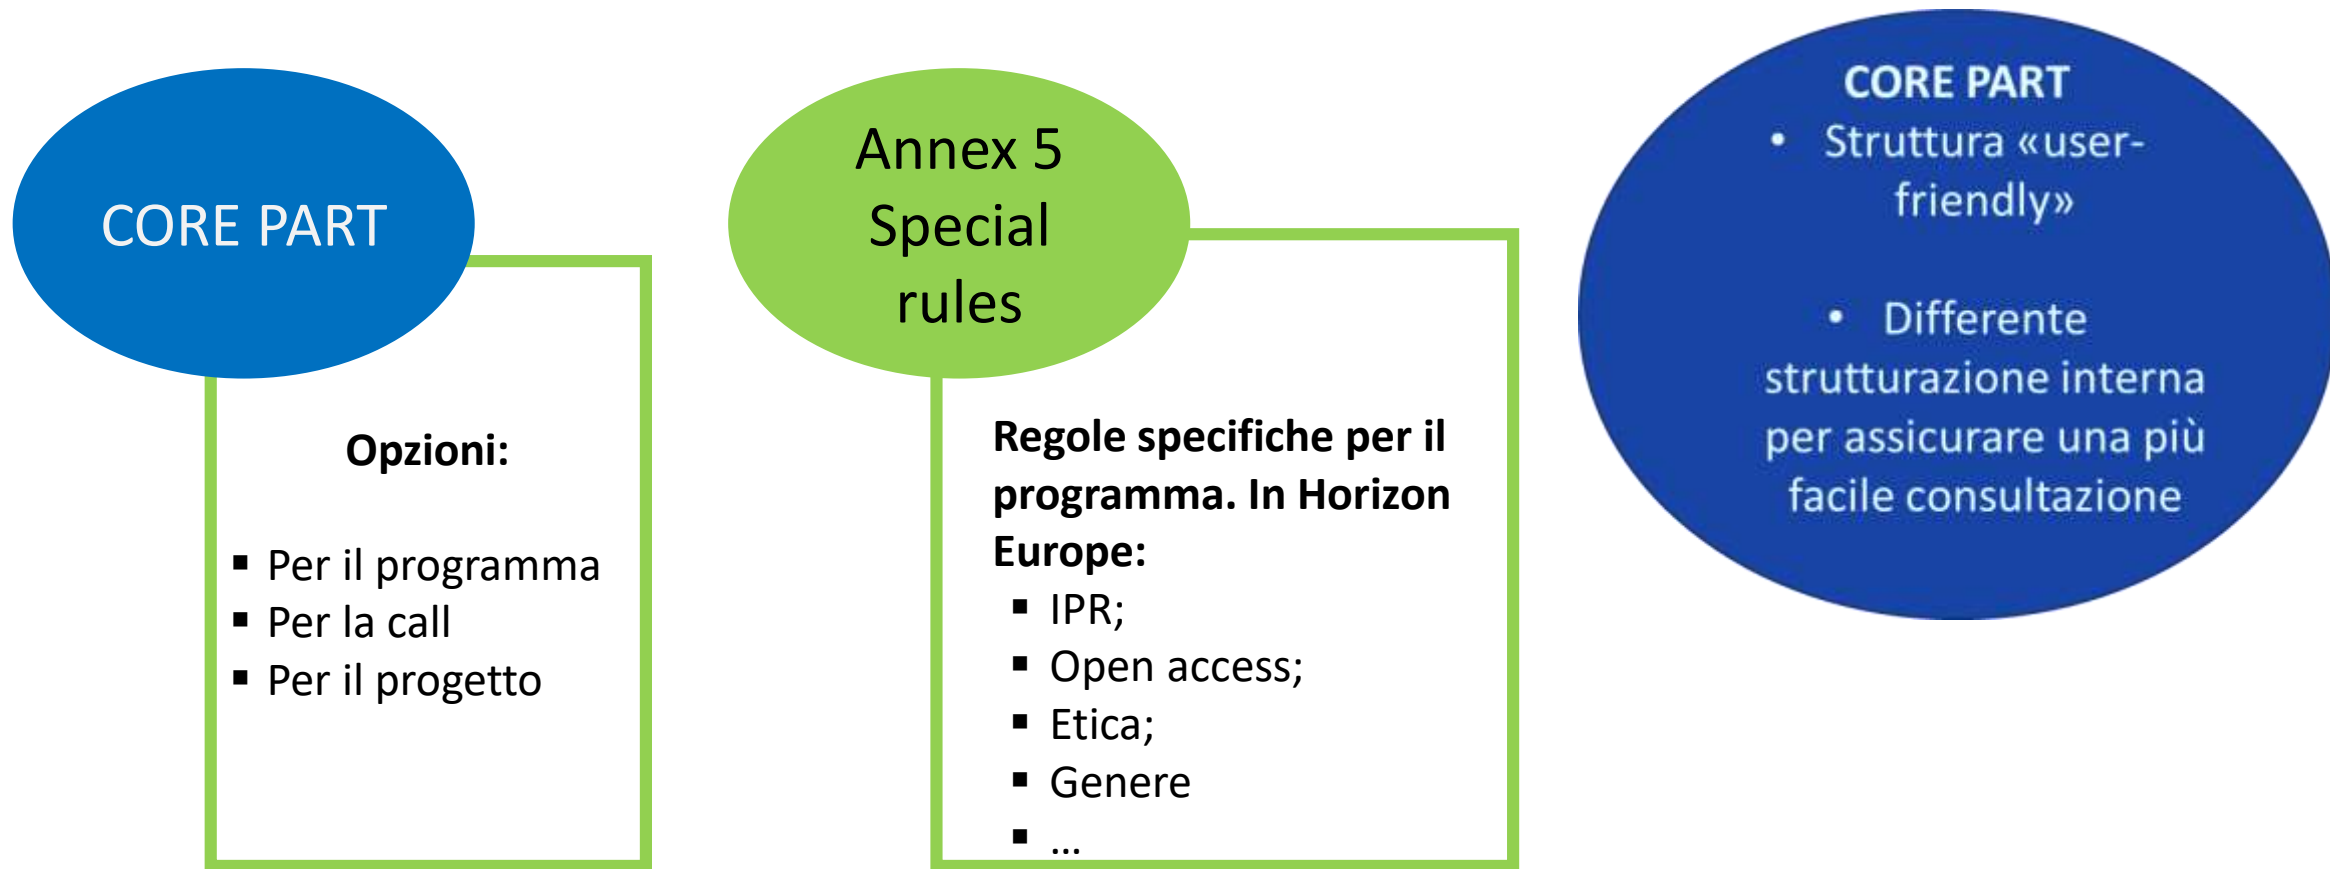 CORE PART
Opzioni:
▪ Per il programma
▪ Per la call
▪ Per il progetto
Annex 5
Special
rules
Regole specifiche per il
programma. In Horizon
Europe:
▪ IPR;
▪ Open access;
▪ Etica;
▪ Genere
▪ ...
CORE PART
• Struttura «user-
friendly»
• Differente
strutturazione interna
per assicurare una più
facile consultazione